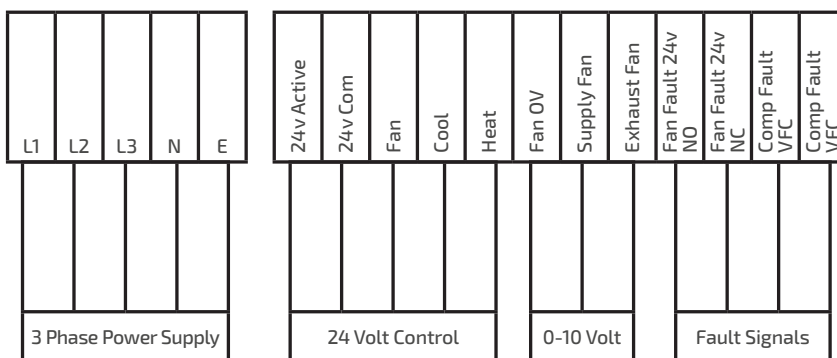 L1
L2
L3
N
E
24v Active
24v Com
Fan
Cool
Heat
Fan 0V
Supply Fan
Exhaust Fan
Fan Fault 24v
NO
Fan Fault 24v
NC
Comp Fault
VFC
Comp Fault
VFC
3 Phase Power Supply
24 Volt Control
0-10 Volt
Fault Signals